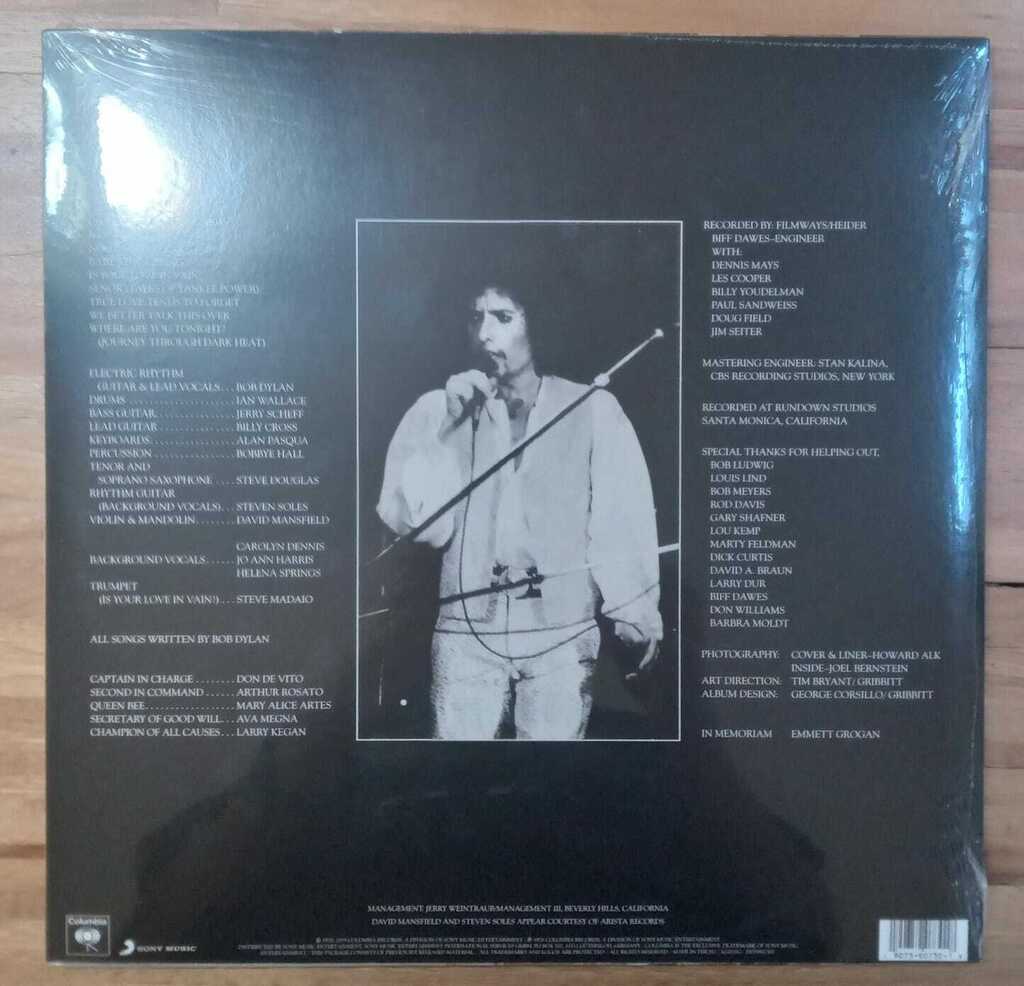 IS YOUR LOVE IN VAIN
SENOR (TALES OF YANKEE POWER)
TRUE LOVE TENDS TO FORGET
WE BETTER TALK THIS OVER
WHERE ARE YOU TONIGHT?
(JOURNEY THROUGH DARK HEAT)
ELECTRIC RHYTHM
GUITAR & LEAD VOCALS... BOB DYLAN
DRUMS..................... IAN WALLACE
BASS GUITAR............... JERRY SCHEFF
LEAD GUITAR............... BILLY CROSS
KEYBOARDS................ ALAN PASQUA
PERCUSSION............... BOBBYE HALL
TENOR AND
SOPRANO SAXOPHONE.... STEVE DOUGLAS
RHYTHM GUITAR
(BACKGROUND VOCALS)... STEVEN SOLES
VIOLIN & MANDOLIN........ DAVID MANSFIELD
CAROLYN DENNIS
BACKGROUND VOCALS...... JO ANN HARRIS
HELENA SPRINGS
TRUMPET
(IS YOUR LOVE IN VAIN?)... STEVE MADAIO
ALL SONGS WRITTEN BY BOB DYLAN
CAPTAIN IN CHARGE........ DON DE VITO
SECOND IN COMMAND...... ARTHUR ROSATO
QUEEN BEE................. MARY ALICE ARTES
SECRETARY OF GOOD WILL... AVA MEGNA
CHAMPION OF ALL CAUSES... LARRY KEGAN
RECORDED BY: FILMWAYS/HEIDER
BIFF DAWES–ENGINEER
WITH:
DENNIS MAYS
LES COOPER
BILLY YOUDELMAN
PAUL SANDWEISS
DOUG FIELD
JIM SEITER
MASTERING ENGINEER: STAN KALINA,
CBS RECORDING STUDIOS, NEW YORK
RECORDED AT RUNDOWN STUDIOS
SANTA MONICA, CALIFORNIA
SPECIAL THANKS FOR HELPING OUT,
BOB LUDWIG
LOUIS LIND
BOB MEYERS
ROD DAVIS
GARY SHAFNER
LOU KEMP
MARTY FELDMAN
DICK CURTIS
DAVID A. BRAUN
LARRY DUR
BIFF DAWES
DON WILLIAMS
BARBRA MOLDT
PHOTOGRAPHY: COVER & LINER–HOWARD ALK
INSIDE–JOEL BERNSTEIN
ART DIRECTION: TIM BRYANT/ GRIBBITT
ALBUM DESIGN: GEORGE CORSILLO/ GRIBBITT
IN MEMORIAM EMMETT GROGAN
MANAGEMENT: JERRY WEINTRAUB/MANAGEMENT III, BEVERLY HILLS, CALIFORNIA
DAVID MANSFIELD AND STEVEN SOLES APPEAR COURTESY OF ARISTA RECORDS
Columbia
SONY MUSIC